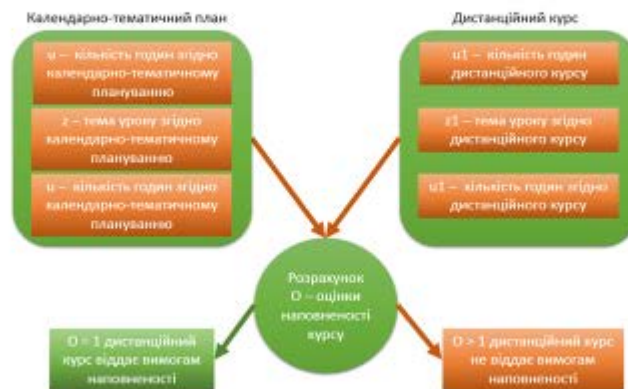 Календарно-тематичний план
u – кількість годин згідно
календарно-тематичному
плануванню
z – тема уроку згідно
календарно-тематичному
плануванню
u – кількість годин згідно
календарно-тематичному
плануванню
Дистанційний курс
u1 – кількість годин
дистанційного курсу
z1 – тема уроку згідно
дистанційного курсу
u1 – кількість годин згідно
дистанційного курсу
Розрахунок
O – оцінки
наповненості
курсу
O = 1 дистанційний
курс віддає вимогам
наповненості
O > 1 дистанційний курс
не віддає вимогам
наповненості